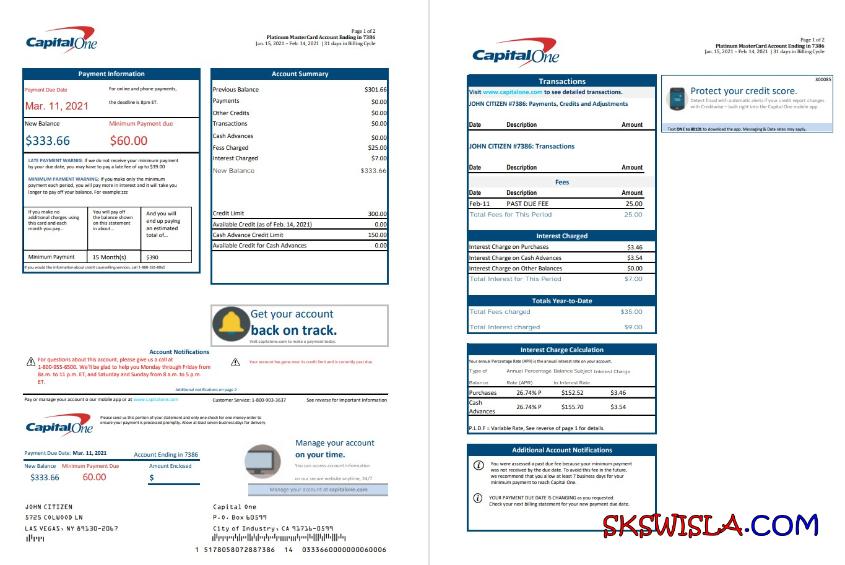 CapitalOne
Page 1 of 2
Platinum MasterCard Account Ending in 7386
Jan. 15, 2021 – Feb. 14, 2021 | 31 days in Billing Cycle
Payment Information
Payment Due Date
For online and phone payments,
Mar. 11, 2021
the deadline is 8pm ET.
New Balance
Minimum Payment due
$333.66
$60.00
LATE PAYMENT WARNING: If we do not receive your minimum payment
by your due date, you may have to pay a late fee of up to $39.00
MINIMUM PAYMENT WARNING: If you make only the minimum
payment each period, you will pay more in interest and it will take you
longer to pay off your balance. For example:
If you make no
additional charges using
this card and each
month you pay...
You will pay off
the balance shown
on this statement
in about...
And you will
end up paying
an estimated
total of...
Minimum Payment
15 Month(s)
$390
If you would like information about credit counselling services, call
Account Summary
Previous Balance $301.66
Payments $0.00
Other Credits $0.00
Transactions $0.00
Cash Advances $0.00
Fess Charged $25.00
Interest Charged $7.00
New Balance $333.66
Credit Limit 300.00
Available Credit (as of Feb. 14, 2021) 0.00
Cash Advance Credit Limit 150.00
Available Credit for Cash Advances 0.00
Get your account
back on track.
Visit capitalone.com to make a payment today.
Account Notifications
For questions about this account, please give us a call at
1-800-955-6600. We'll be glad to help you Monday through Friday from
8a.m. to 11 p.m. ET, and Saturday and Sunday from 8 a.m. to 5 p.m.
ET.
Your account has gone over its credit limit and is currently past due.
Additional notifications on page 2
Pay or manage your account on our mobile app or at www.capitalone.com
Customer Service: 1-800-903-3637
See reverse for Important Information
CapitalOne
Please send us this portion of your statement and only one check for one money order to
ensure your payment is processed promptly. Allow at least seven business days for delivery.
Payment Due Date: Mar. 11, 2021
Account Ending in 7386
New Balance
Minimum Payment Due
Amount Enclosed
$333.66
60.00
$
Manage your account
on your time.
You can access account information
on our secure website anytime, 24/7
Manage your account at capitalone.com
JOHN CITIZEN
5725 COLWOOD LN
LAS VEGAS, NY 89130-2067
Capital One
P.O. Box 60599
City of Industry, CA 91716-0599
1 5178058072887386 14 0333660000000060006
CapitalOne
Page 1 of 2
Platinum MasterCard Account Ending in 7386
Jan. 15, 2021 – Feb. 14, 2021 | 31 days in Billing Cycle
Transactions
Visit www.capitalone.com to see detailed transactions.
JOHN CITIZEN #7386: Payments, Credits and Adjustments
Date Description Amount
JOHN CITIZEN #7386: Transactions
Date Description Amount
Fees
Date Description Amount
Feb-11 PAST DUE FEE 25.00
Total Fees for This Period 25.00
Interest Charged
Interest Charge on Purchases $3.46
Interest Charge on Cash Advances $3.54
Interest Charge on Other Balances $0.00
Total Interest for This Period $7.00
Totals Year-to-Date
Total Fees charged $35.00
Total Interest charged $9.00
Interest Charge Calculation
Your Annual Percentage Rate (APR) is the annual interest rate on your account.
Type of Annual Percentage Balance Subject Interest Charge
Balance Rate (APR) to Interest Rate
Purchases 26.74% P $152.52 $3.46
Cash
Advances 26.74% P $155.70 $3.54
P.L.D.F = Variable Rate, See reverse of page 1 for details.
Additional Account Notifications
You were assessed a past due fee because your minimum payment
was not received by the due date. To avoid this fee in the future,
we recommend that you allow at least 7 business days for your
minimum payment to reach Capital One.
YOUR PAYMENT DUE DATE IS CHANGING as you requested.
Check your next billing statement for your new payment due date.
300085
Protect your credit score.
Detect fraud with automatic alerts if your credit report changes
with Creditwise – built right into the Capital One mobile app
to download the app. Messaging & Data rates may apply.
SKSWISLA.COM